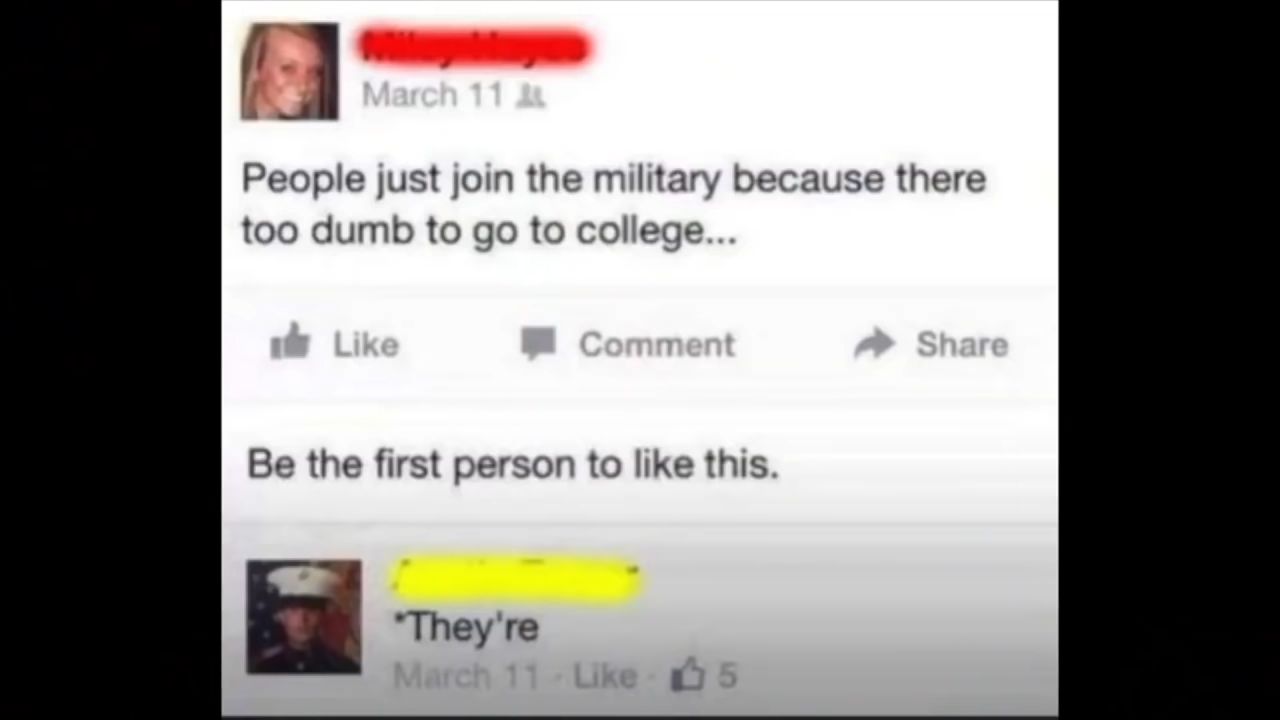 March 11
People just join the military because there
too dumb to go to college...
Like Comment Share
Be the first person to like this.
*They're
March 11 · Like · 5